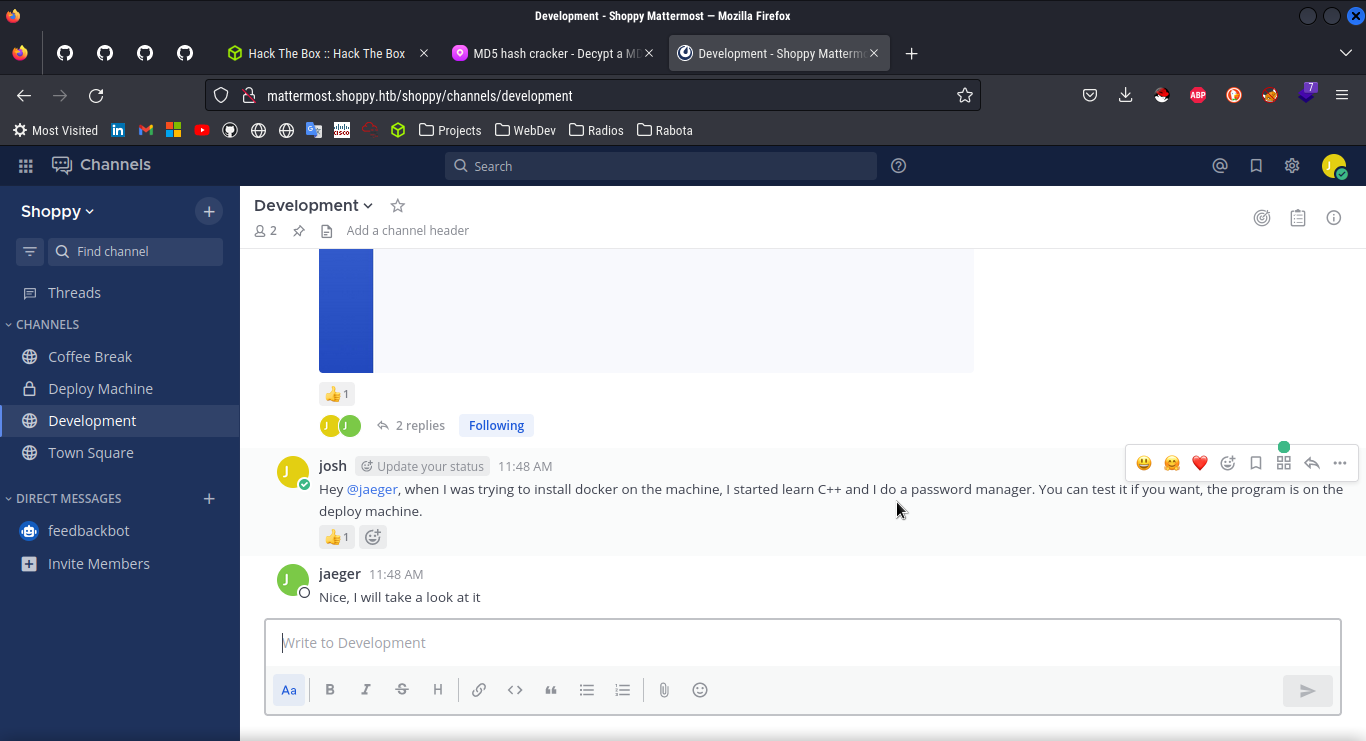 Development - Shoppy Mattermost — Mozilla Firefox
Hack The Box :: Hack The Box
MD5 hash cracker - Decypt a MD
Development - Shoppy Matterm
mattermost.shoppy.htb/shoppy/channels/development
ABP
7
Most Visited
Projects
WebDev
Radios
Rabota
Channels
Search
J
Shoppy
Find channel
Threads
CHANNELS
Coffee Break
Deploy Machine
Development
Town Square
DIRECT MESSAGES
feedbackbot
Invite Members
Development
2
Add a channel header
1
J J
2 replies
Following
J
josh
Update your status
11:48 AM
Hey @jaeger, when I was trying to install docker on the machine, I started learn C++ and I do a password manager. You can test it if you want, the program is on the
deploy machine.
1
J
jaeger
11:48 AM
Nice, I will take a look at it
Write to Development
Aa B I S H